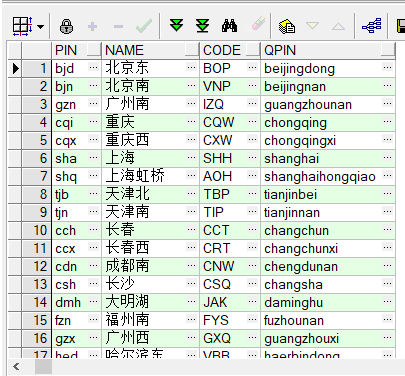 PIN NAME CODE QPIN
1 bjd 北京东 BOP beijingdong
2 bjn 北京南 VNP beijingnan
3 gzn 广州南 IZQ guangzhounan
4 cqi 重庆 CQW chongqing
5 cqx 重庆西 CXW chongqingxi
6 sha 上海 SHH shanghai
7 shq 上海虹桥 AOH shanghaihongqiao
8 tjb 天津北 TBP tianjinbei
9 tjn 天津南 TIP tianjinnan
10 cch 长春 CCT changchun
11 ccx 长春西 CRT changchunxi
12 cdn 成都南 CNW chengdunan
13 csh 长沙 CSQ changsha
14 dmh 大明湖 JAK daminghu
15 fzn 福州南 FYS fuzhounan
16 gzx 广州西 GXQ guangzhouxi
17 hed 哈尔滨东 VBB haerbindong